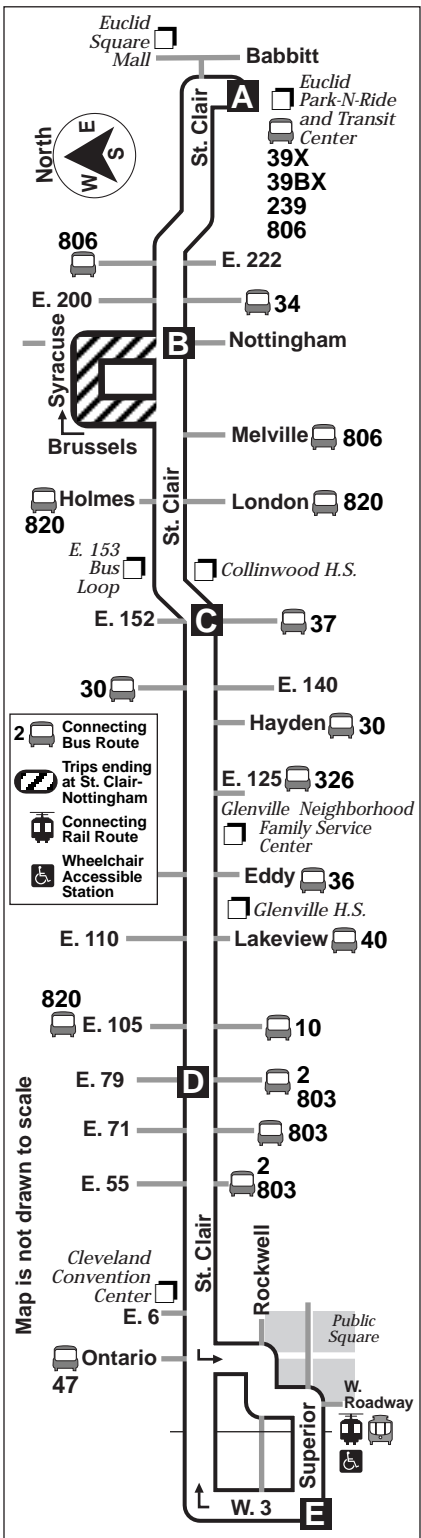 Euclid
Square
Mall
Babbitt
A
Euclid
Park-N-Ride
and Transit
Center
39X
39BX
239
806
St. Clair
North
E
S
W
806
E. 222
E. 200
34
B
Nottingham
Syracuse
Brussels
Melville 806
Holmes
820
London 820
St. Clair
E. 153
Bus
Loop
Collinwood H.S.
E. 152
C
37
30
E. 140
Hayden 30
2 Connecting
Bus Route
Trips ending
at St. Clair-
Nottingham
Connecting
Rail Route
Wheelchair
Accessible
Station
E. 125 326
Glenville Neighborhood
Family Service
Center
Eddy 36
Glenville H.S.
E. 110
Lakeview 40
820
E. 105
10
E. 79
D
2
803
E. 71
803
E. 55
2
803
Map is not drawn to scale
St. Clair
Rockwell
Cleveland
Convention
Center
E. 6
Public
Square
Ontario
47
W.
Roadway
Superior
W. 3
E